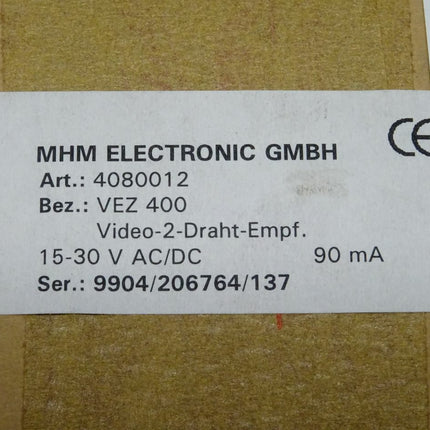 CE
MHM ELECTRONIC GMBH
Art.: 4080012
Bez.: VEZ 400
Video-2-Draht-Empf.
15-30 V AC/DC 90 mA
Ser.: 9904/206764/137